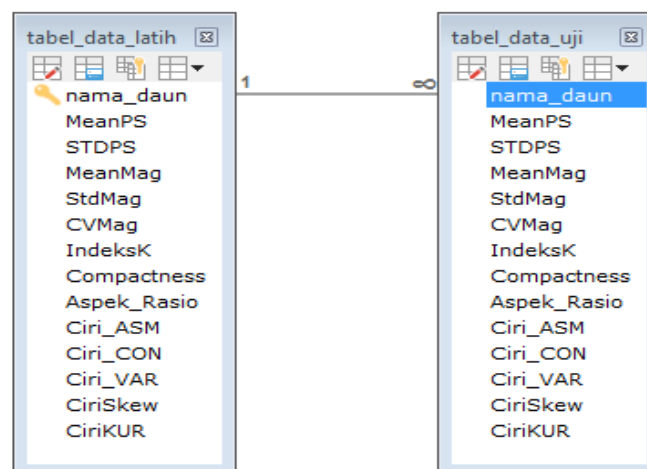 tabel_data_latih
nama_daun
MeanPS
STDPS
MeanMag
StdMag
CVMag
IndeksK
Compactness
Aspek_Rasio
Ciri_ASM
Ciri_CON
Ciri_VAR
CiriSkew
CiriKUR
1
∞
tabel_data_uji
nama_daun
MeanPS
STDPS
MeanMag
StdMag
CVMag
IndeksK
Compactness
Aspek_Rasio
Ciri_ASM
Ciri_CON
Ciri_VAR
CiriSkew
CiriKUR